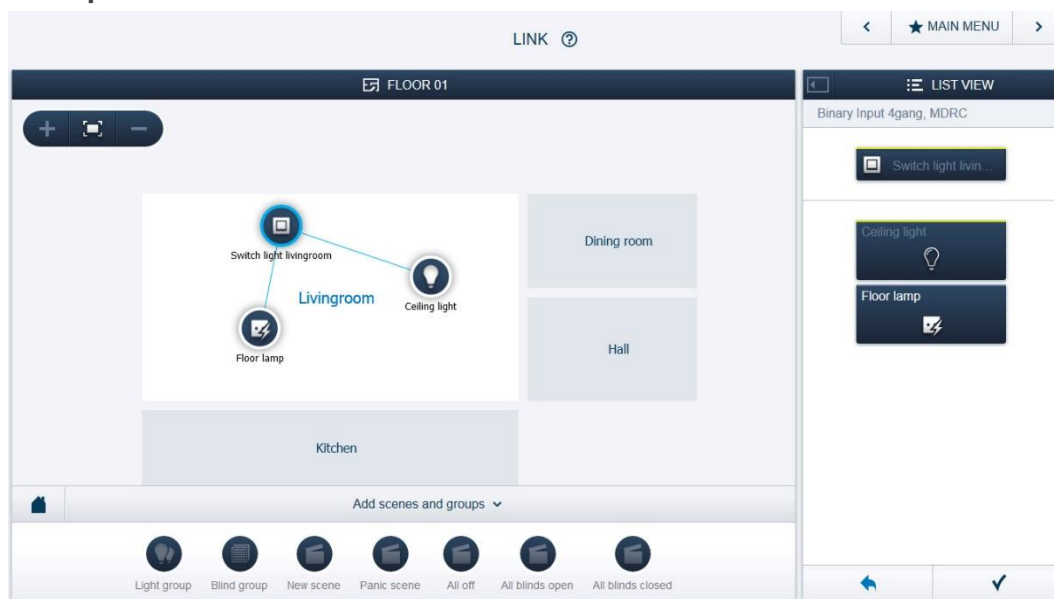 LINK ?
MAIN MENU
FLOOR 01
LIST VIEW
Binary Input 4gang, MDRC
Switch light livin...
Switch light livingroom
Ceiling light
Livingroom
Floor lamp
Dining room
Hall
Kitchen
Ceiling light
Floor lamp
Add scenes and groups
Light group
Blind group
New scene
Panic scene
All off
All blinds open
All blinds closed